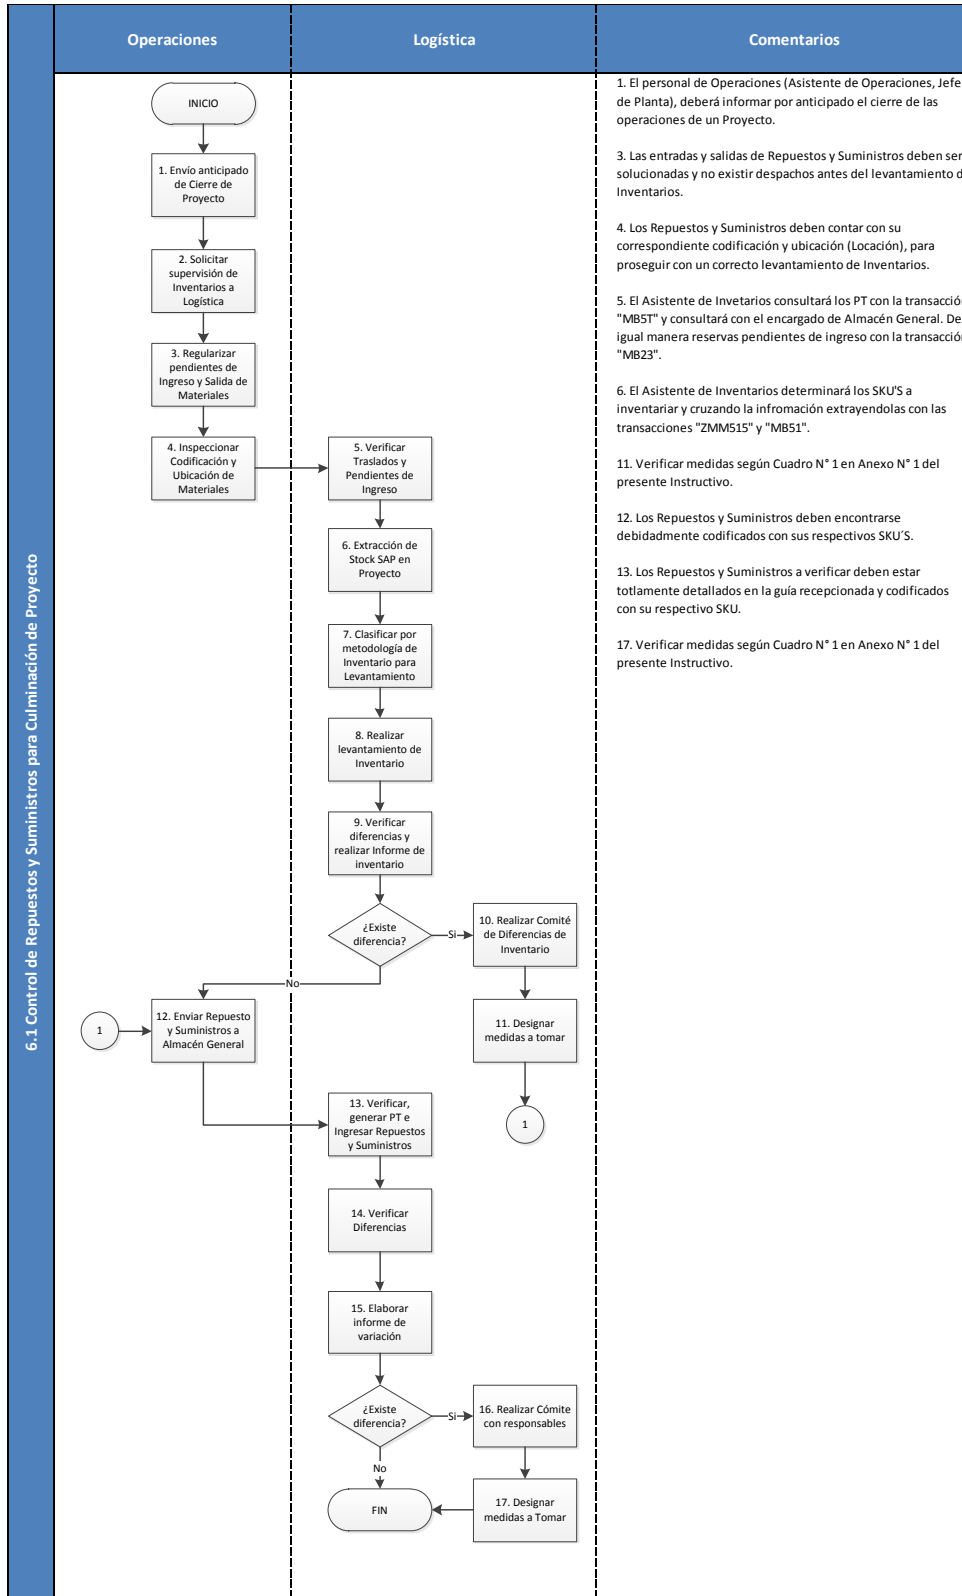 Operaciones
Logística
Comentarios
6.1 Control de Repuestos y Suministros para Culminación de Proyecto
INICIO
1. Envío anticipado
de Cierre de
Proyecto
2. Solicitar
supervisión de
Inventarios a
Logística
3. Regularizar
pendientes de
Ingreso y Salida de
Materiales
4. Inspeccionar
Codificación y
Ubicación de
Materiales
5. Verificar
Traslados y
Pendientes de
Ingreso
6. Extracción de
Stock SAP en
Proyecto
7. Clasificar por
metodología de
Inventario para
Levantamiento
8. Realizar
levantamiento de
Inventario
9. Verificar
diferencias y
realizar Informe de
inventario
¿Existe
diferencia?
Si
10. Realizar Comité
de Diferencias de
Inventario
No
11. Designar
medidas a tomar
1
1
12. Enviar Repuesto
y Suministros a
Almacén General
13. Verificar,
generar PT e
Ingresar Repuestos
y Suministros
14. Verificar
Diferencias
15. Elaborar
informe de
variación
¿Existe
diferencia?
Si
16. Realizar Cómite
con responsables
No
17. Designar
medidas a Tomar
FIN
1. El personal de Operaciones (Asistente de Operaciones, Jefe
de Planta), deberá informar por anticipado el cierre de las
operaciones de un Proyecto.
3. Las entradas y salidas de Repuestos y Suministros deben ser
solucionadas y no existir despachos antes del levantamiento d
Inventarios.
4. Los Repuestos y Suministros deben contar con su
correspondiente codificación y ubicación (Locación), para
proseguir con un correcto levantamiento de Inventarios.
5. El Asistente de Invetarios consultará los PT con la transacció
"MB5T" y consultará con el encargado de Almacén General. De
igual manera reservas pendientes de ingreso con la transacció
"MB23".
6. El Asistente de Inventarios determinará los SKU'S a
inventariar y cruzando la infromación extrayendolas con las
transacciones "ZMM515" y "MB51".
11. Verificar medidas según Cuadro N° 1 en Anexo N° 1 del
presente Instructivo.
12. Los Repuestos y Suministros deben encontrarse
debidadmente codificados con sus respectivos SKU´S.
13. Los Repuestos y Suministros a verificar deben estar
totlamente detallados en la guía recepcionada y codificados
con su respectivo SKU.
17. Verificar medidas según Cuadro N° 1 en Anexo N° 1 del
presente Instructivo.